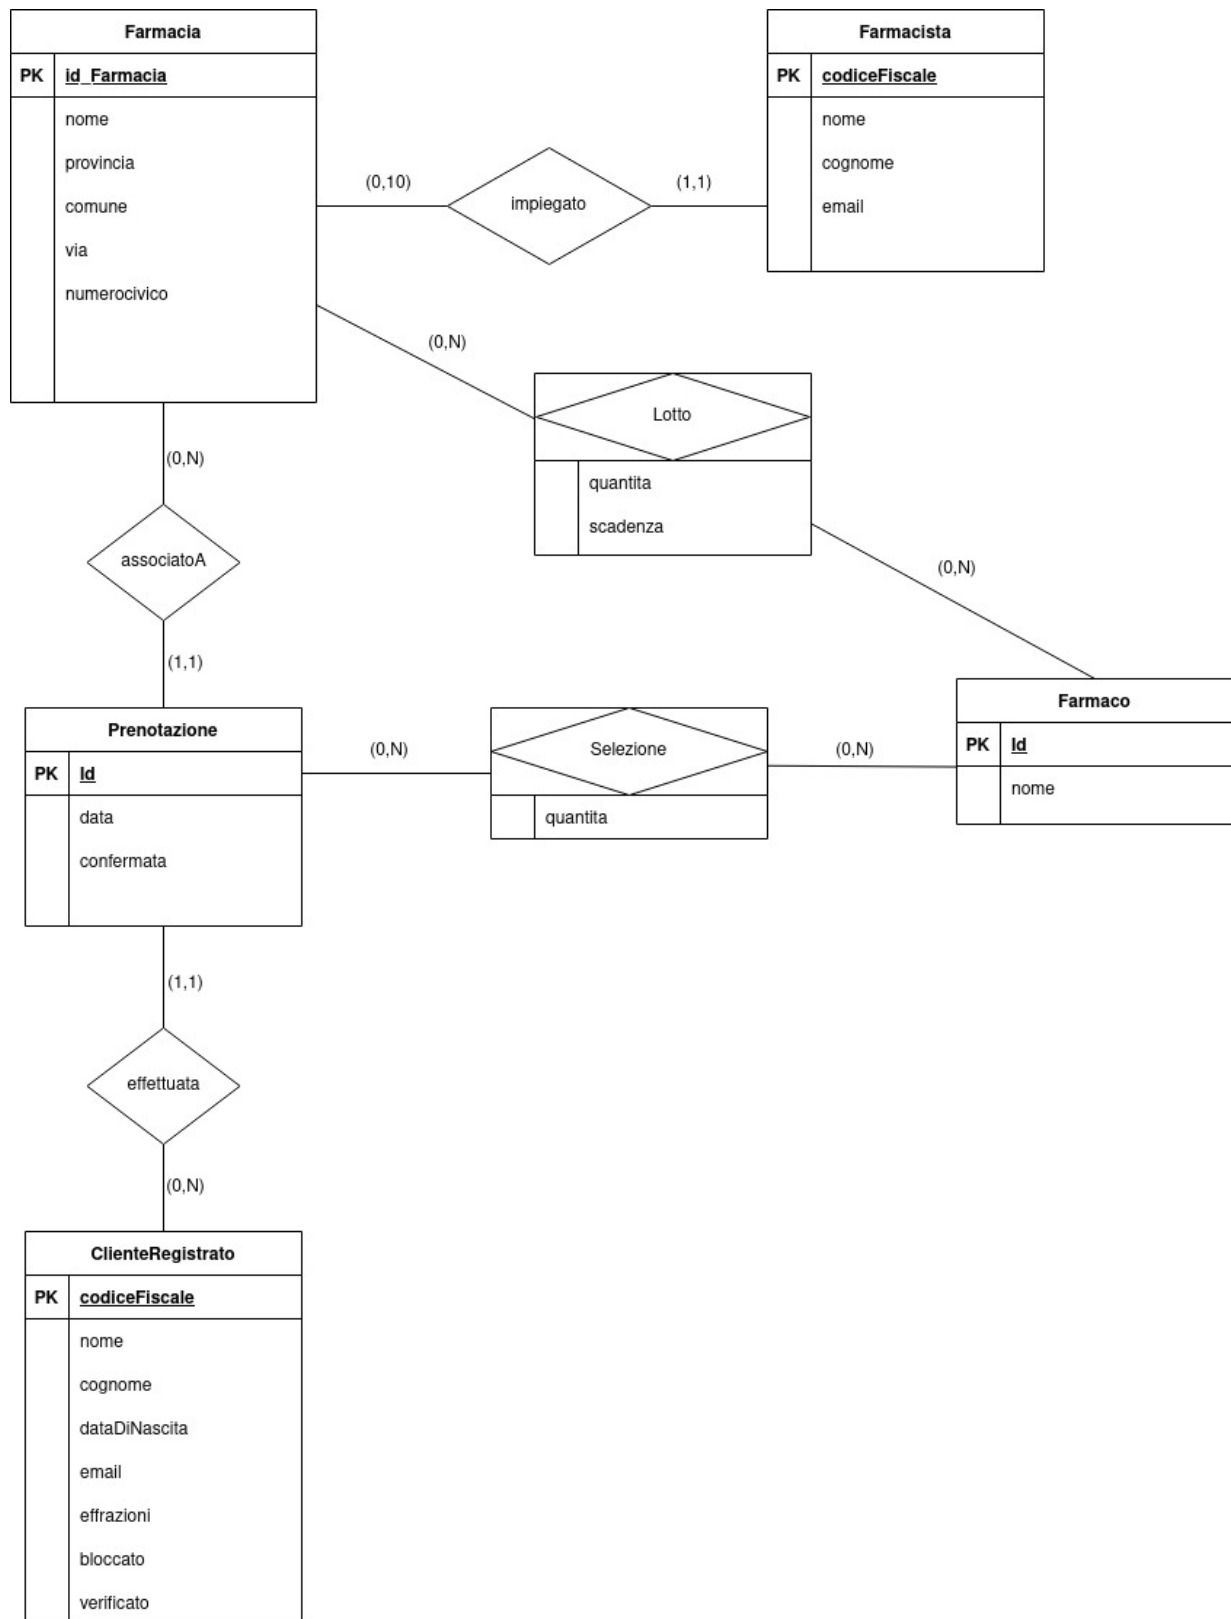 Farmacia
PK id_Farmacia
nome
provincia
comune
via
numerocivico
Farmacista
PK codiceFiscale
nome
cognome
email
(0,10)
impiegato
(1,1)
(0,N)
Lotto
quantita
scadenza
(0,N)
(0,N)
associatoA
(1,1)
Prenotazione
PK Id
data
confermata
(0,N)
Selezione
quantita
(0,N)
Farmaco
PK Id
nome
(1,1)
effettuata
(0,N)
ClienteRegistrato
PK codiceFiscale
nome
cognome
dataDiNascita
email
effrazioni
bloccato
verificato